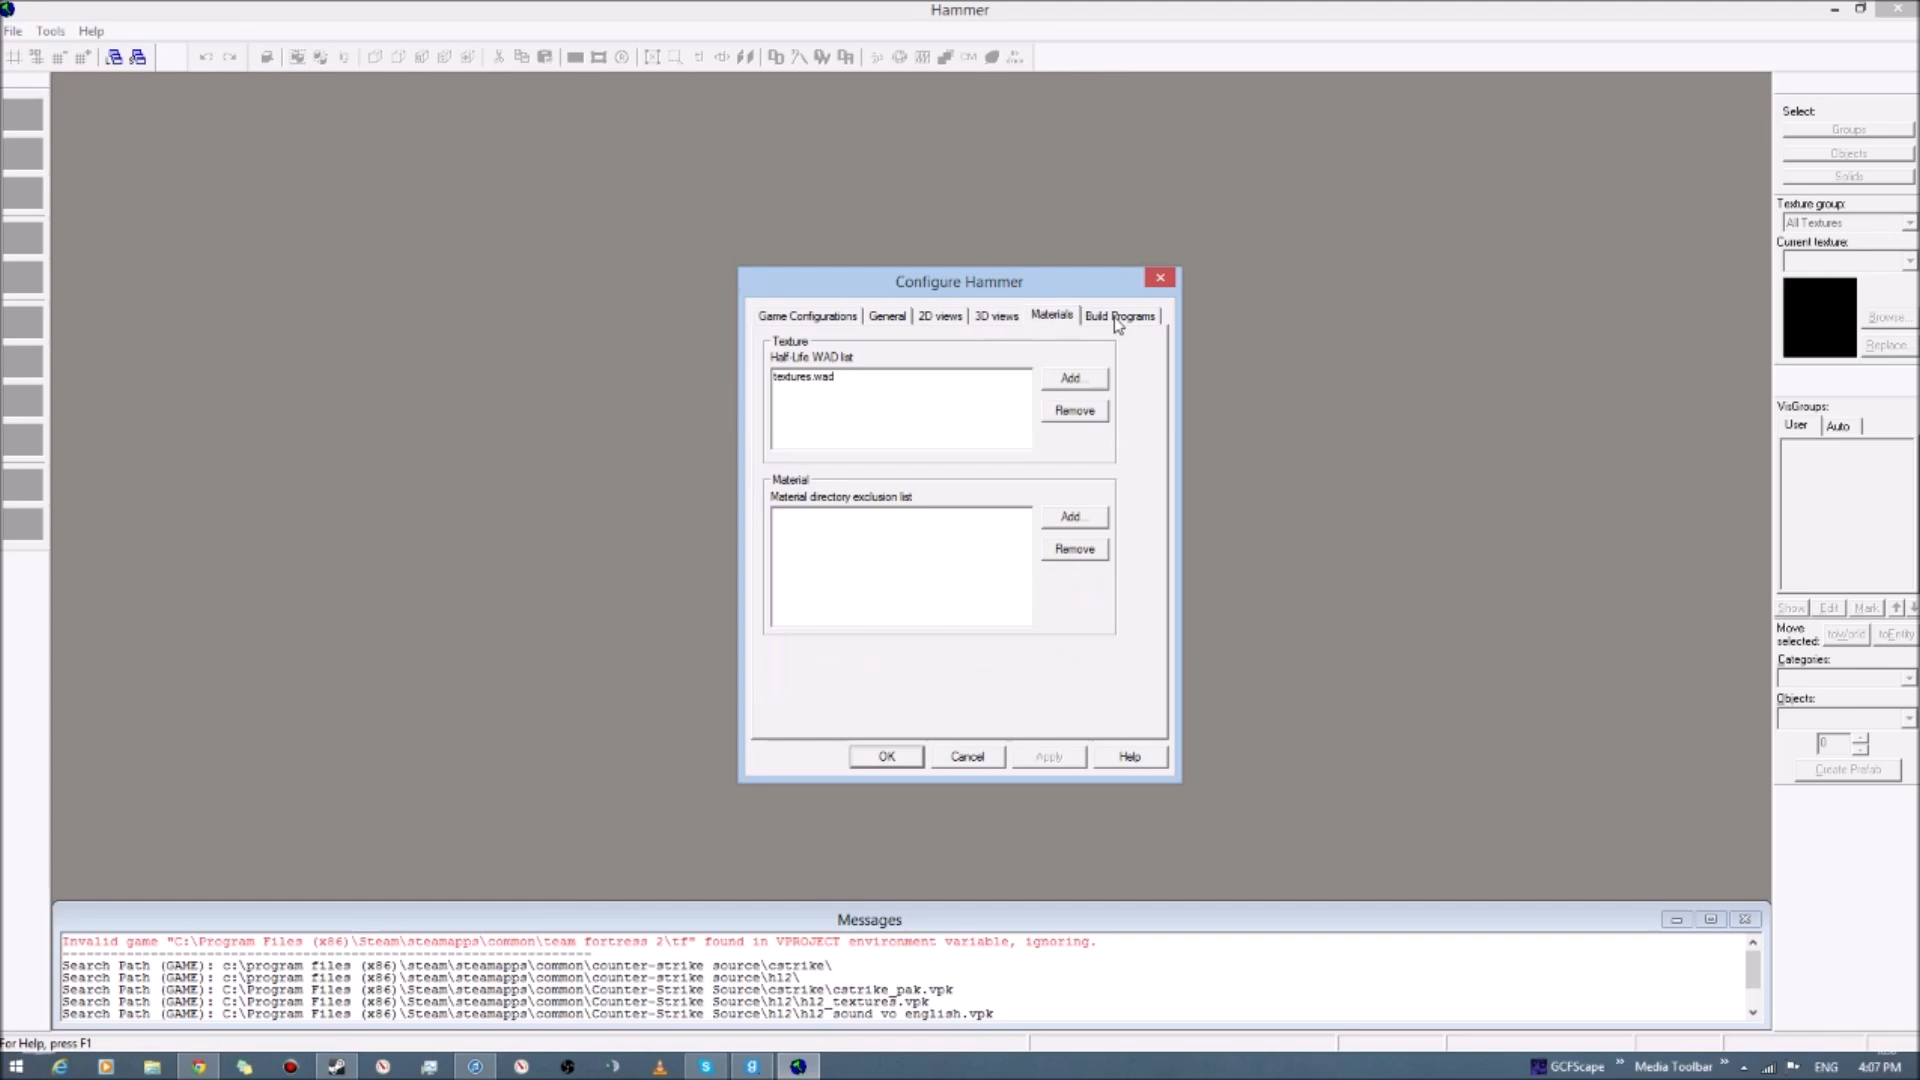 Hammer
File Tools Help
Select:
Groups
Objects
Solids
Texture group:
All Textures
Current texture:
Browse...
Replace...
VisGroups:
User Auto
Show Edit Mark
Move selected: toWorld toEntity
Categories:
Objects:
0
Create Prefab
Configure Hammer
Game Configurations General 2D views 3D views Materials Build Programs
Texture
Half-Life WAD list
textures.wad
Add...
Remove
Material
Material directory exclusion list
Add...
Remove
OK Cancel Apply Help
Messages
Invalid game "C:\Program Files (x86)\Steam\steamapps\common\team fortress 2\tf" found in VPROJECT environment variable, ignoring.
Search Path (GAME): c:\program files (x86)\steam\steamapps\common\counter-strike source\cstrike\
Search Path (GAME): c:\program files (x86)\steam\steamapps\common\counter-strike source\hl2\
Search Path (GAME): C:\Program Files (x86)\Steam\steamapps\common\Counter-Strike Source\cstrike\cstrike_pak.vpk
Search Path (GAME): C:\Program Files (x86)\Steam\steamapps\common\Counter-Strike Source\hl2\hl2_textures.vpk
Search Path (GAME): C:\Program Files (x86)\Steam\steamapps\common\Counter-Strike Source\hl2\hl2_sound_vo_english.vpk
For Help, press F1
GCFScape Media Toolbar ENG 4:07 PM